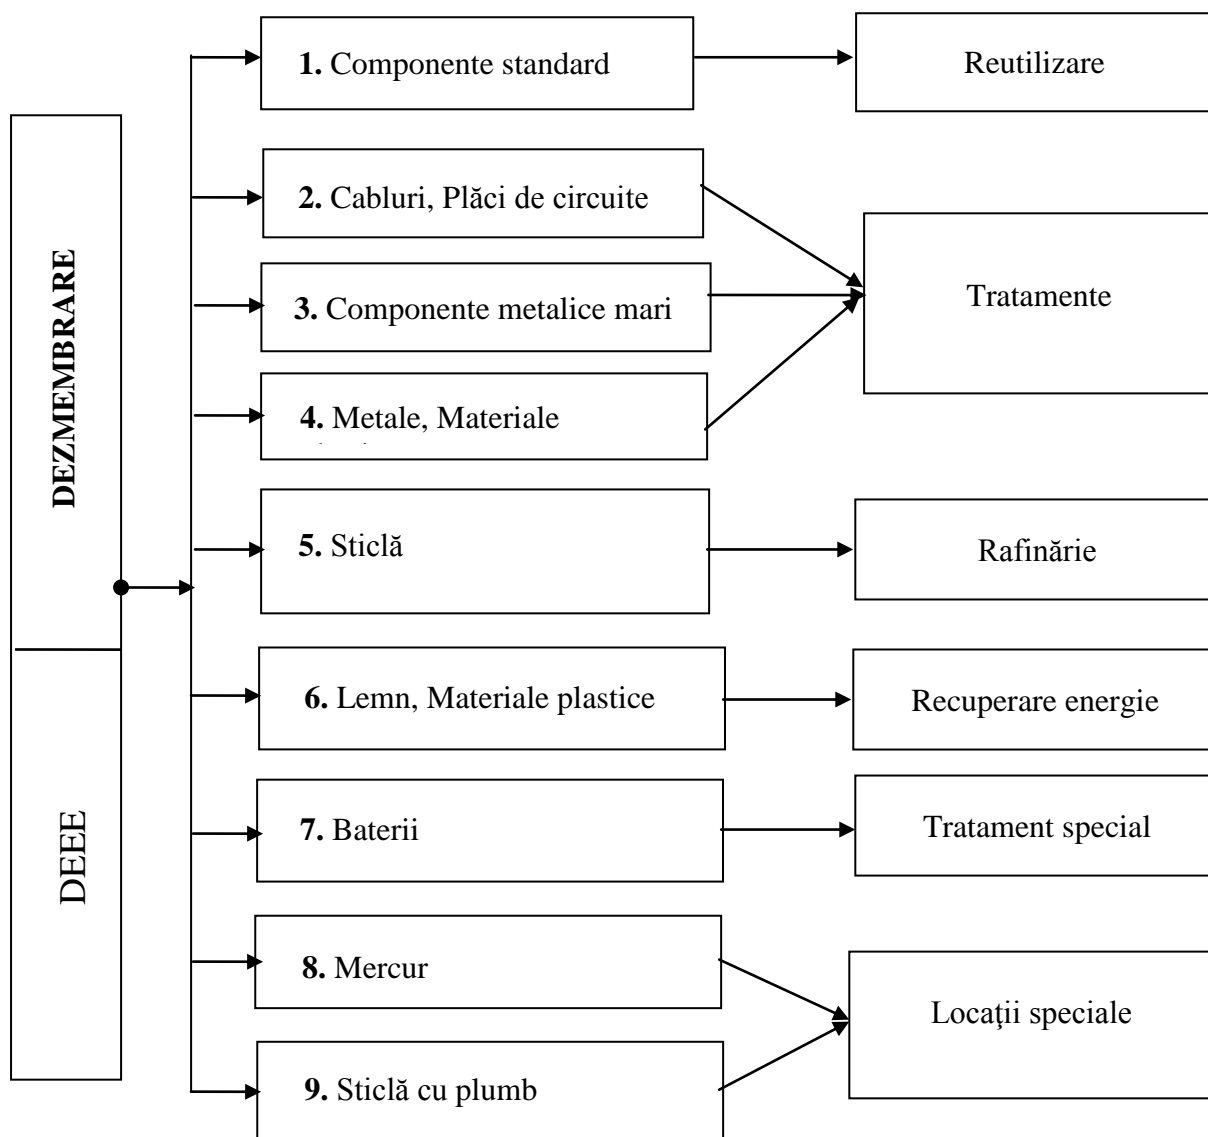 DEZMEMBRARE
DEEE
1. Componente standard
Reutilizare
2. Cabluri, Plăci de circuite
3. Componente metalice mari
4. Metale, Materiale
Tratamente
5. Sticlă
Rafinărie
6. Lemn, Materiale plastice
Recuperare energie
7. Baterii
Tratament special
8. Mercur
9. Sticlă cu plumb
Locaţii speciale